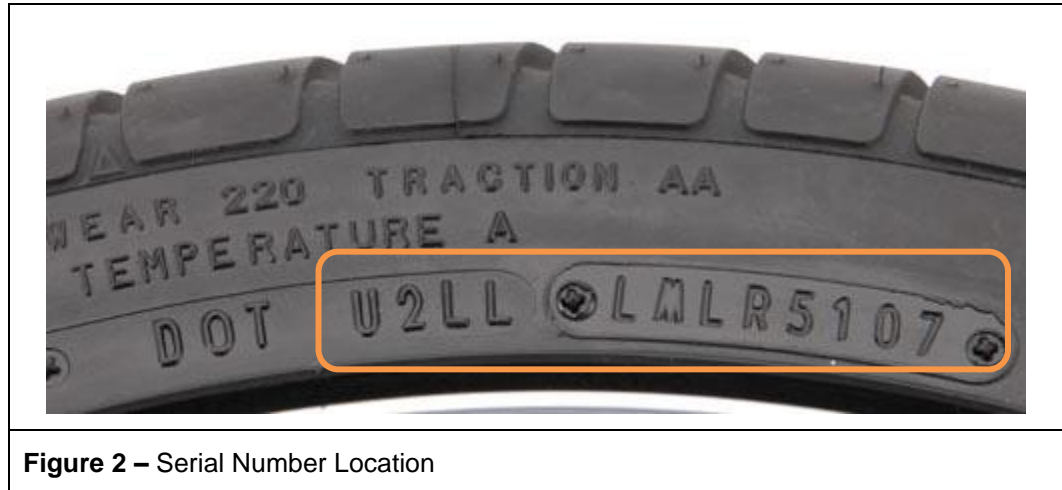 WEAR 220 TRACTION AA
TEMPERATURE A
DOT U2LL LMLR5107
Figure 2 – Serial Number Location